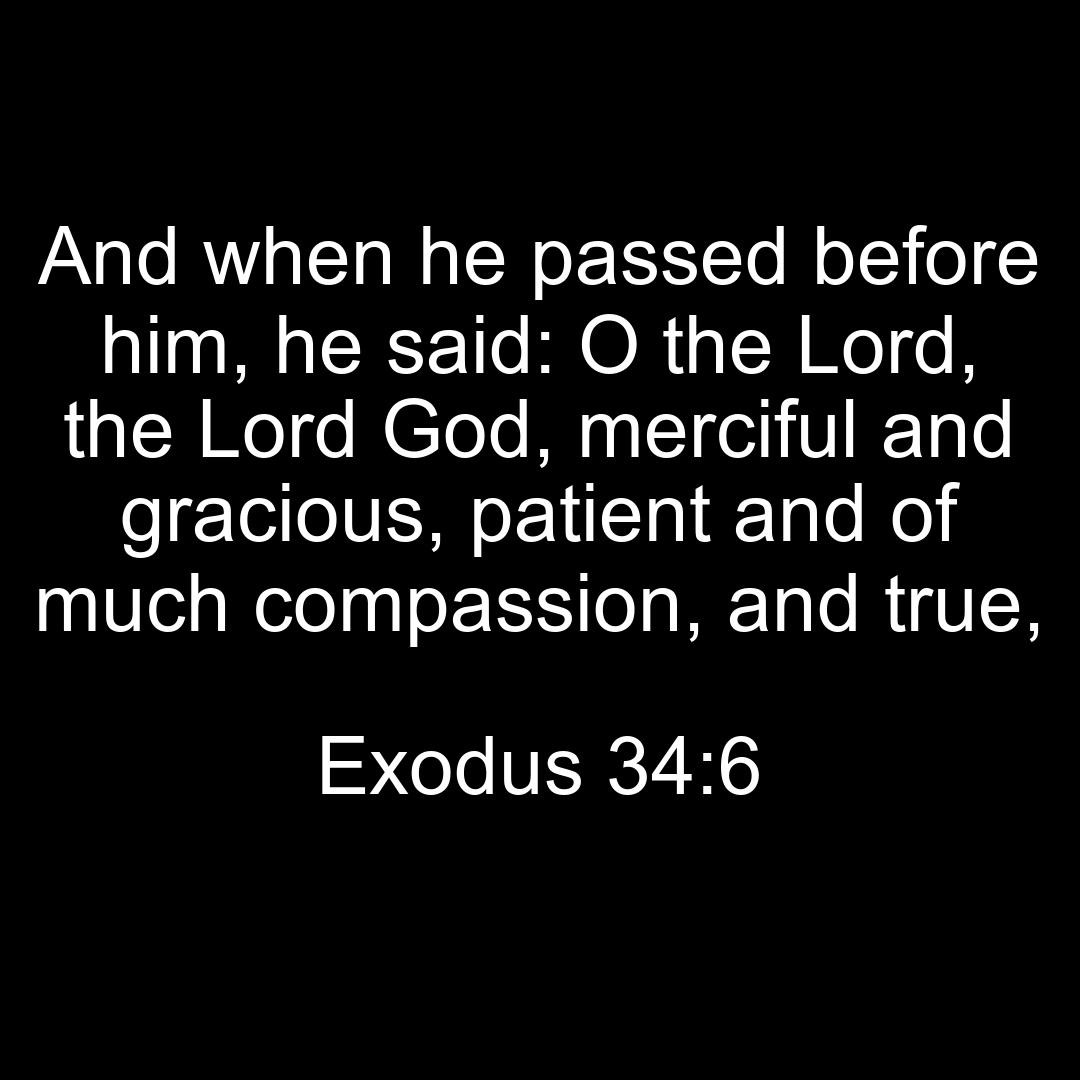 And when he passed before
him, he said: O the Lord,
the Lord God, merciful and
gracious, patient and of
much compassion, and true,
Exodus 34:6